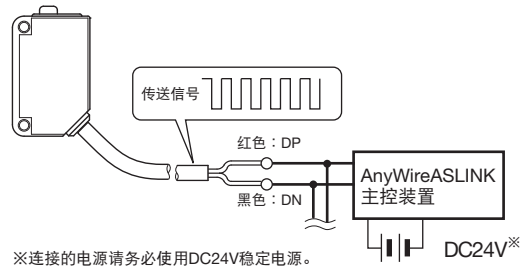 传送信号
红色：DP
黑色：DN
AnyWireASLINK
主控装置
DC24V※
※连接的电源请务必使用DC24V稳定电源。